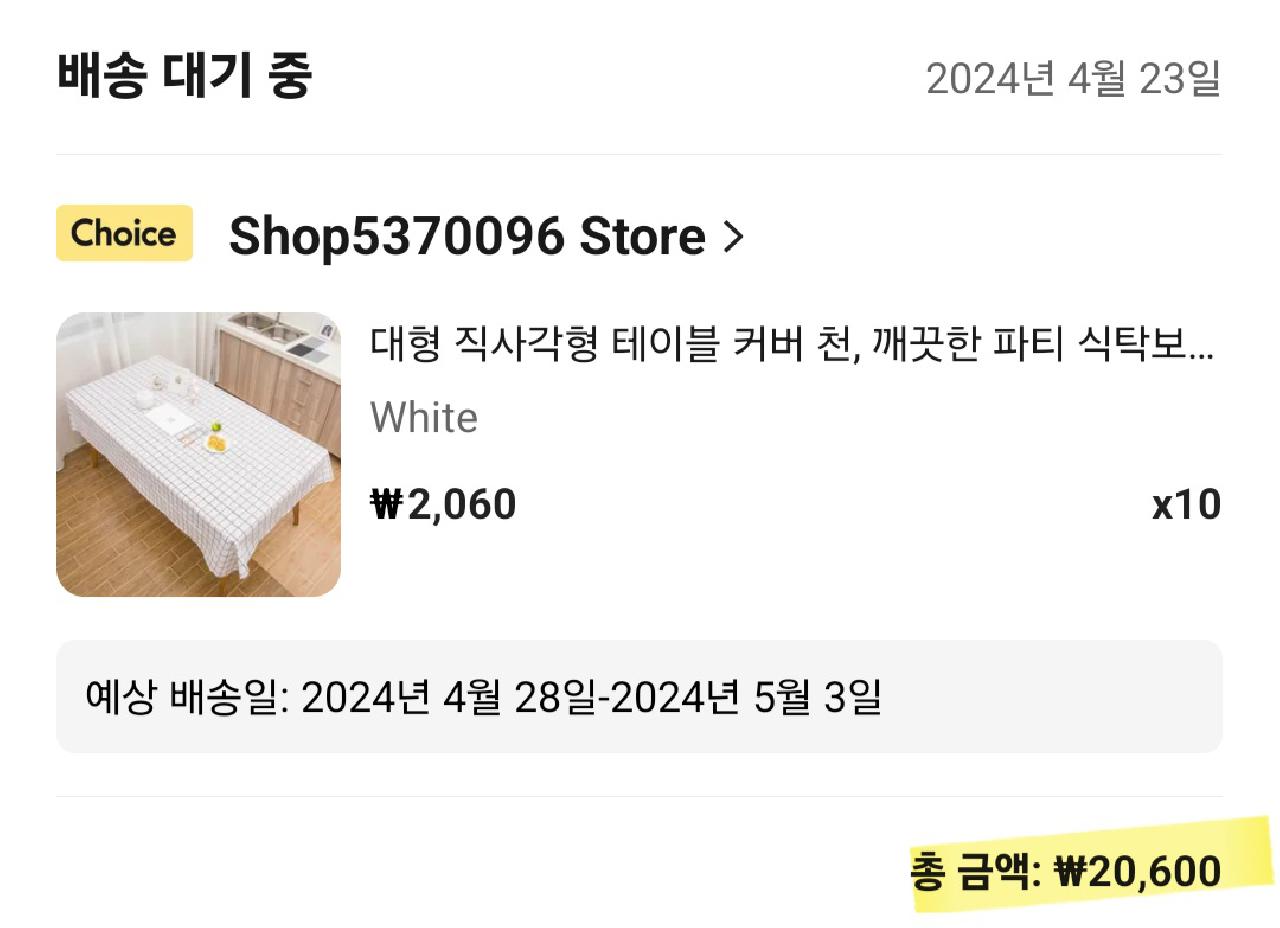 배송 대기 중 2024년 4월 23일
Choice Shop5370096 Store >
대형 직사각형 테이블 커버 천, 깨끗한 파티 식탁보...
White
₩2,060 x10
예상 배송일: 2024년 4월 28일-2024년 5월 3일
총 금액: ₩20,600